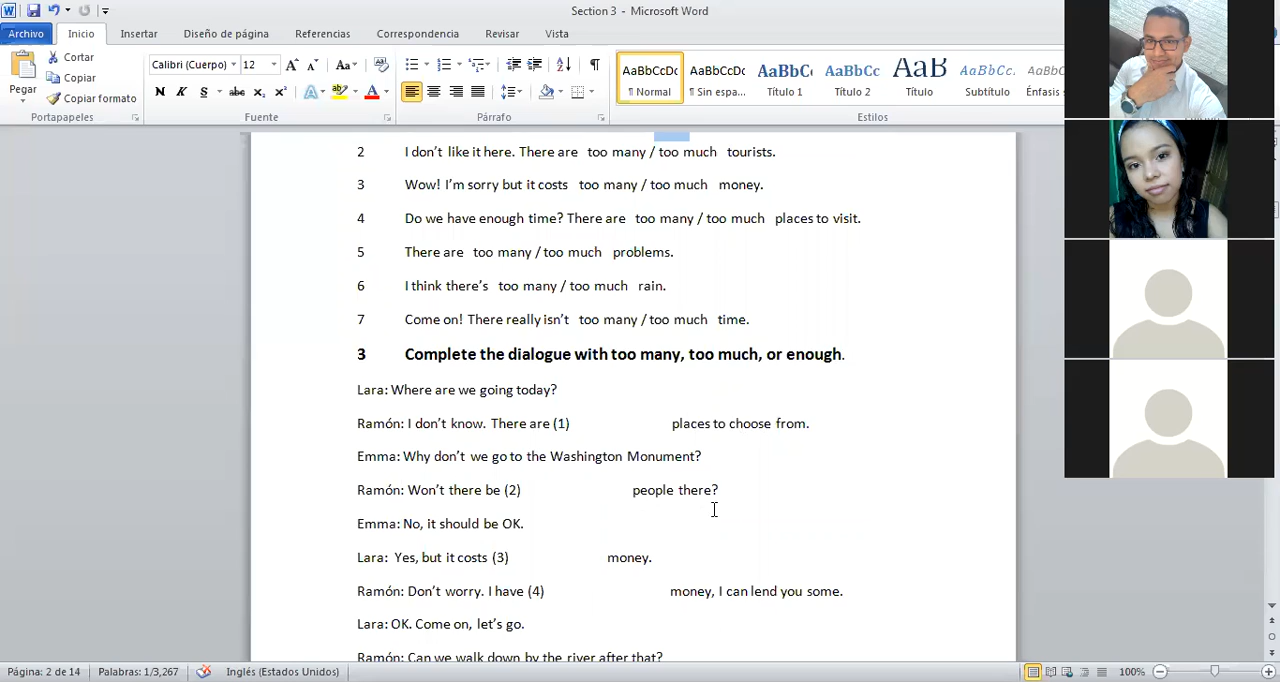 Section 3 - Microsoft Word
Archivo Inicio Insertar Diseño de página Referencias Correspondencia Revisar Vista
Cortar
Copiar
Copiar formato
Pegar
Calibri (Cuerpo) 12
Portapapeles Fuente Párrafo Estilos
AaBbCcDc AaBbCcDc AaBbC AaBbCc AaB AaBbCc AaBbCc
¶ Normal ¶ Sin espa... Título 1 Título 2 Título Subtítulo Énfasis
2 I don't like it here. There are too many / too much tourists.
3 Wow! I'm sorry but it costs too many / too much money.
4 Do we have enough time? There are too many / too much places to visit.
5 There are too many / too much problems.
6 I think there's too many / too much rain.
7 Come on! There really isn't too many / too much time.
3 Complete the dialogue with too many, too much, or enough.
Lara: Where are we going today?
Ramón: I don't know. There are (1) places to choose from.
Emma: Why don't we go to the Washington Monument?
Ramón: Won't there be (2) people there?
Emma: No, it should be OK.
Lara: Yes, but it costs (3) money.
Ramón: Don't worry. I have (4) money, I can lend you some.
Lara: OK. Come on, let's go.
Ramón: Can we walk down by the river after that?
Página: 2 de 14 Palabras: 1/3,267 Inglés (Estados Unidos) 100%